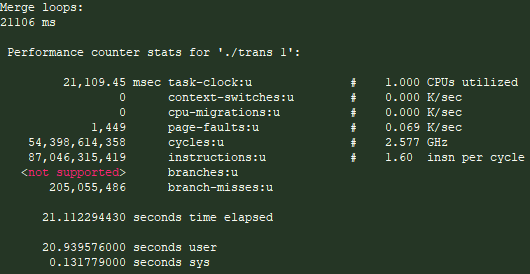 Merge loops:
21106 ms
Performance counter stats for './trans 1':
21,109.45 msec task-clock:u # 1.000 CPUs utilized
0 context-switches:u # 0.000 K/sec
0 cpu-migrations:u # 0.000 K/sec
1,449 page-faults:u # 0.069 K/sec
54,398,614,358 cycles:u # 2.577 GHz
87,046,315,419 instructions:u # 1.60 insn per cycle
<not supported> branches:u
205,055,486 branch-misses:u
21.112294430 seconds time elapsed
20.939576000 seconds user
0.131779000 seconds sys